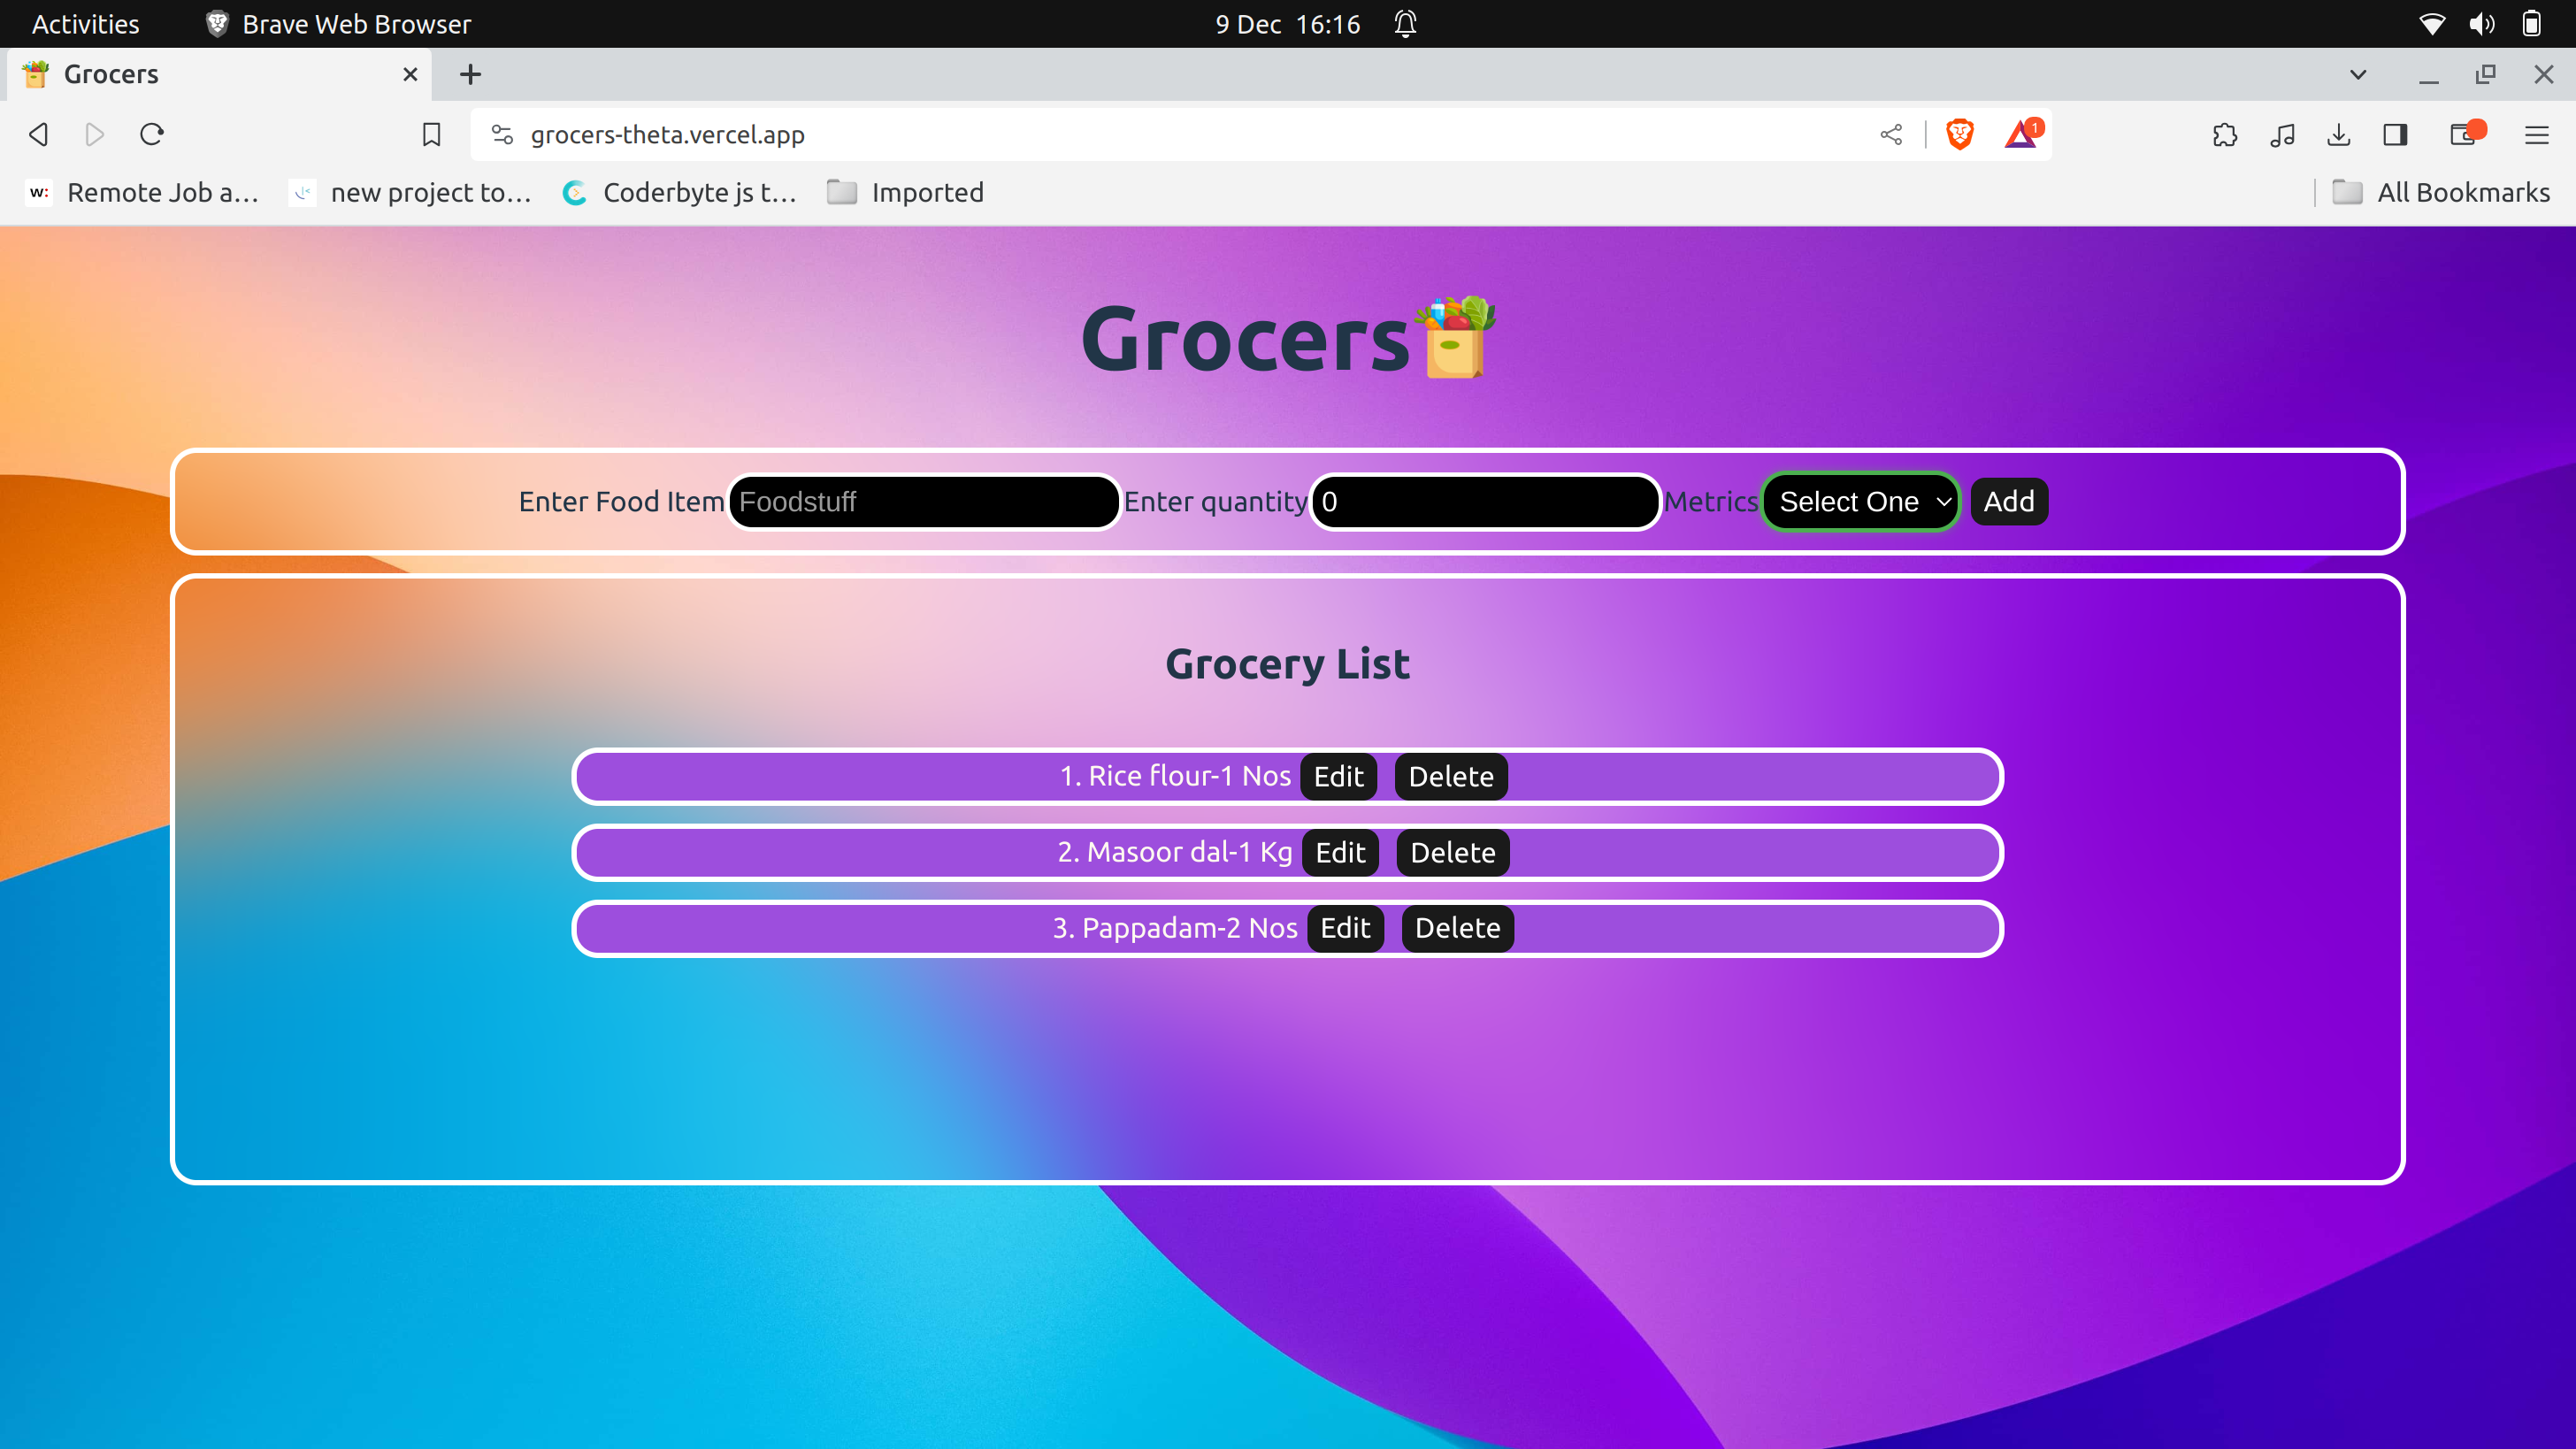 Activities Brave Web Browser 9 Dec 16:16
Grocers
grocers-theta.vercel.app 1
w: Remote Job a... new project to... Coderbyte js t... Imported All Bookmarks
Grocers
Enter Food Item Foodstuff Enter quantity 0 Metrics Select One Add
Grocery List
1. Rice flour-1 Nos Edit Delete
2. Masoor dal-1 Kg Edit Delete
3. Pappadam-2 Nos Edit Delete